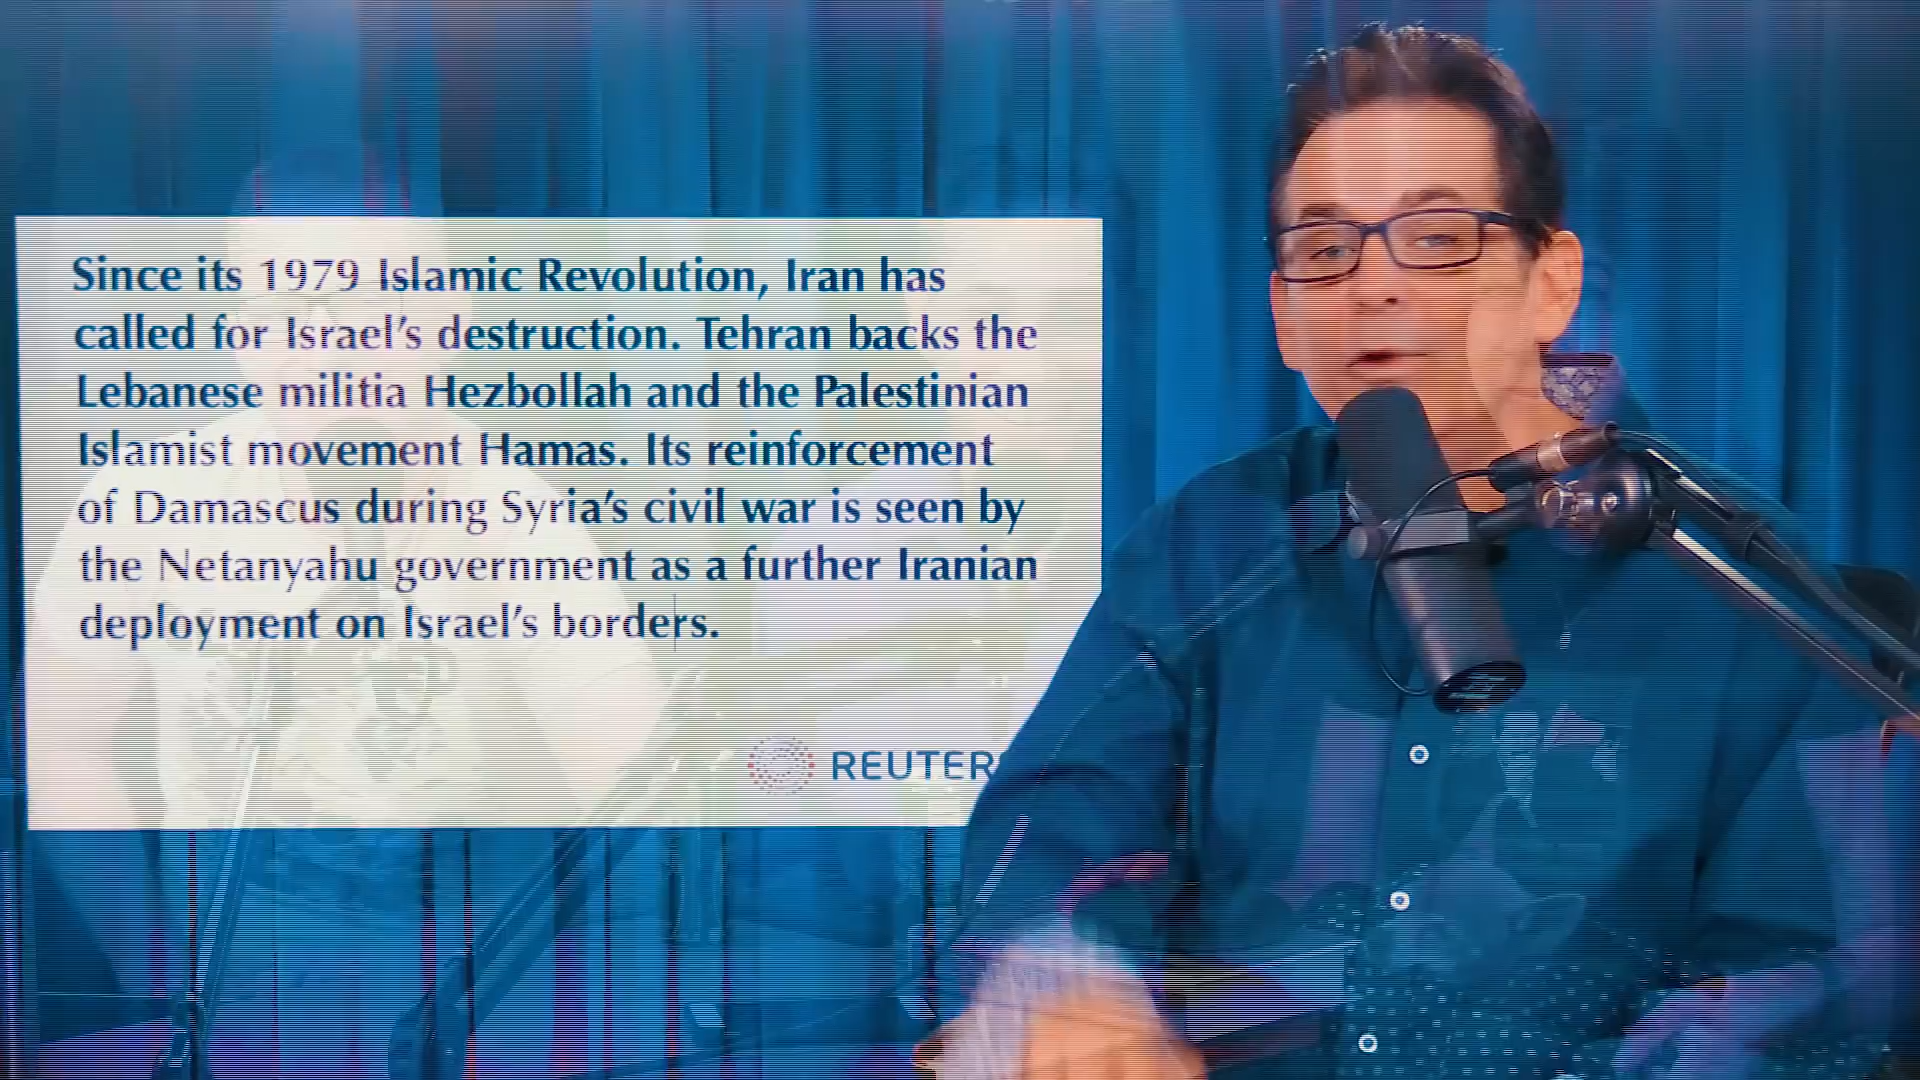 Since its 1979 Islamic Revolution, Iran has
called for Israel's destruction. Tehran backs the
Lebanese militia Hezbollah and the Palestinian
Islamist movement Hamas. Its reinforcement
of Damascus during Syria's civil war is seen by
the Netanyahu government as a further Iranian
deployment on Israel's borders.
REUTERS